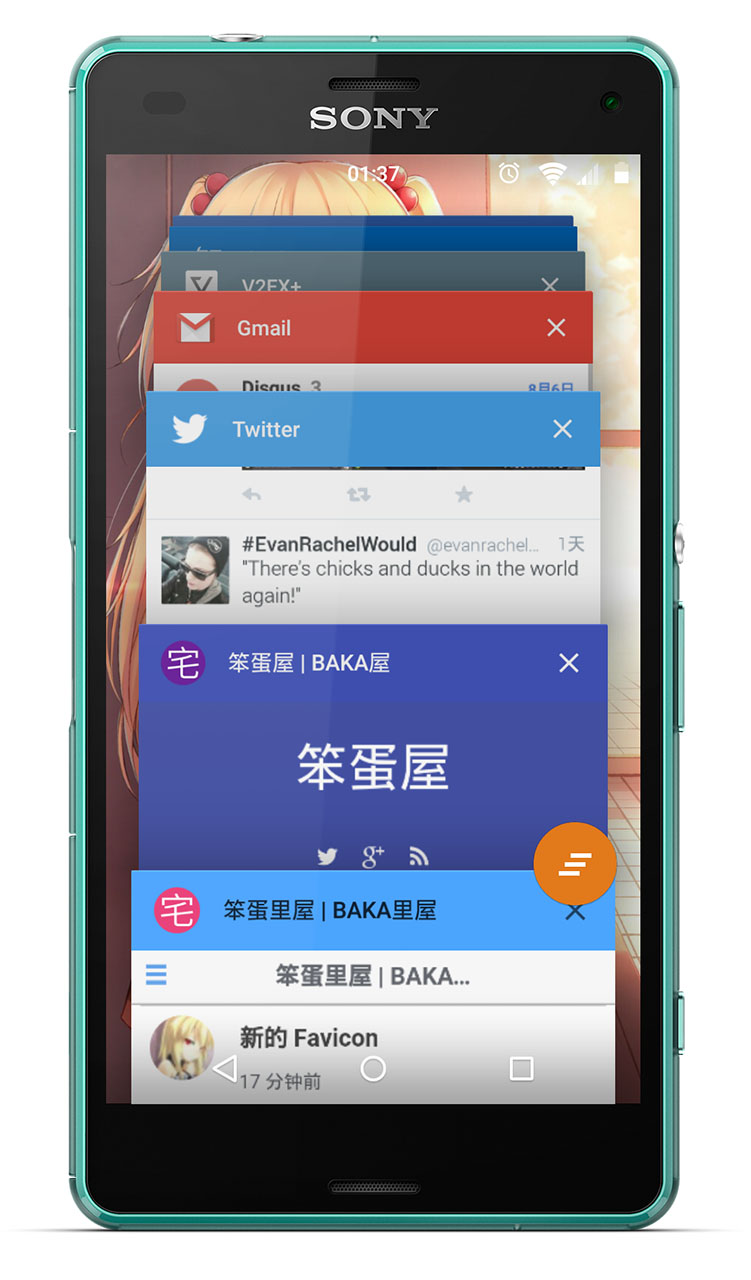 SONY
01:37
V2EX+
Gmail
Disqus 3
8月6日
Twitter
#EvanRachelWould @evanrachel... 1天
"There's chicks and ducks in the world
again!"
宅
笨蛋屋 | BAKA屋
笨蛋屋
g+
宅
笨蛋里屋 | BAKA里屋
笨蛋里屋 | BAKA...
新的 Favicon
17 分钟前